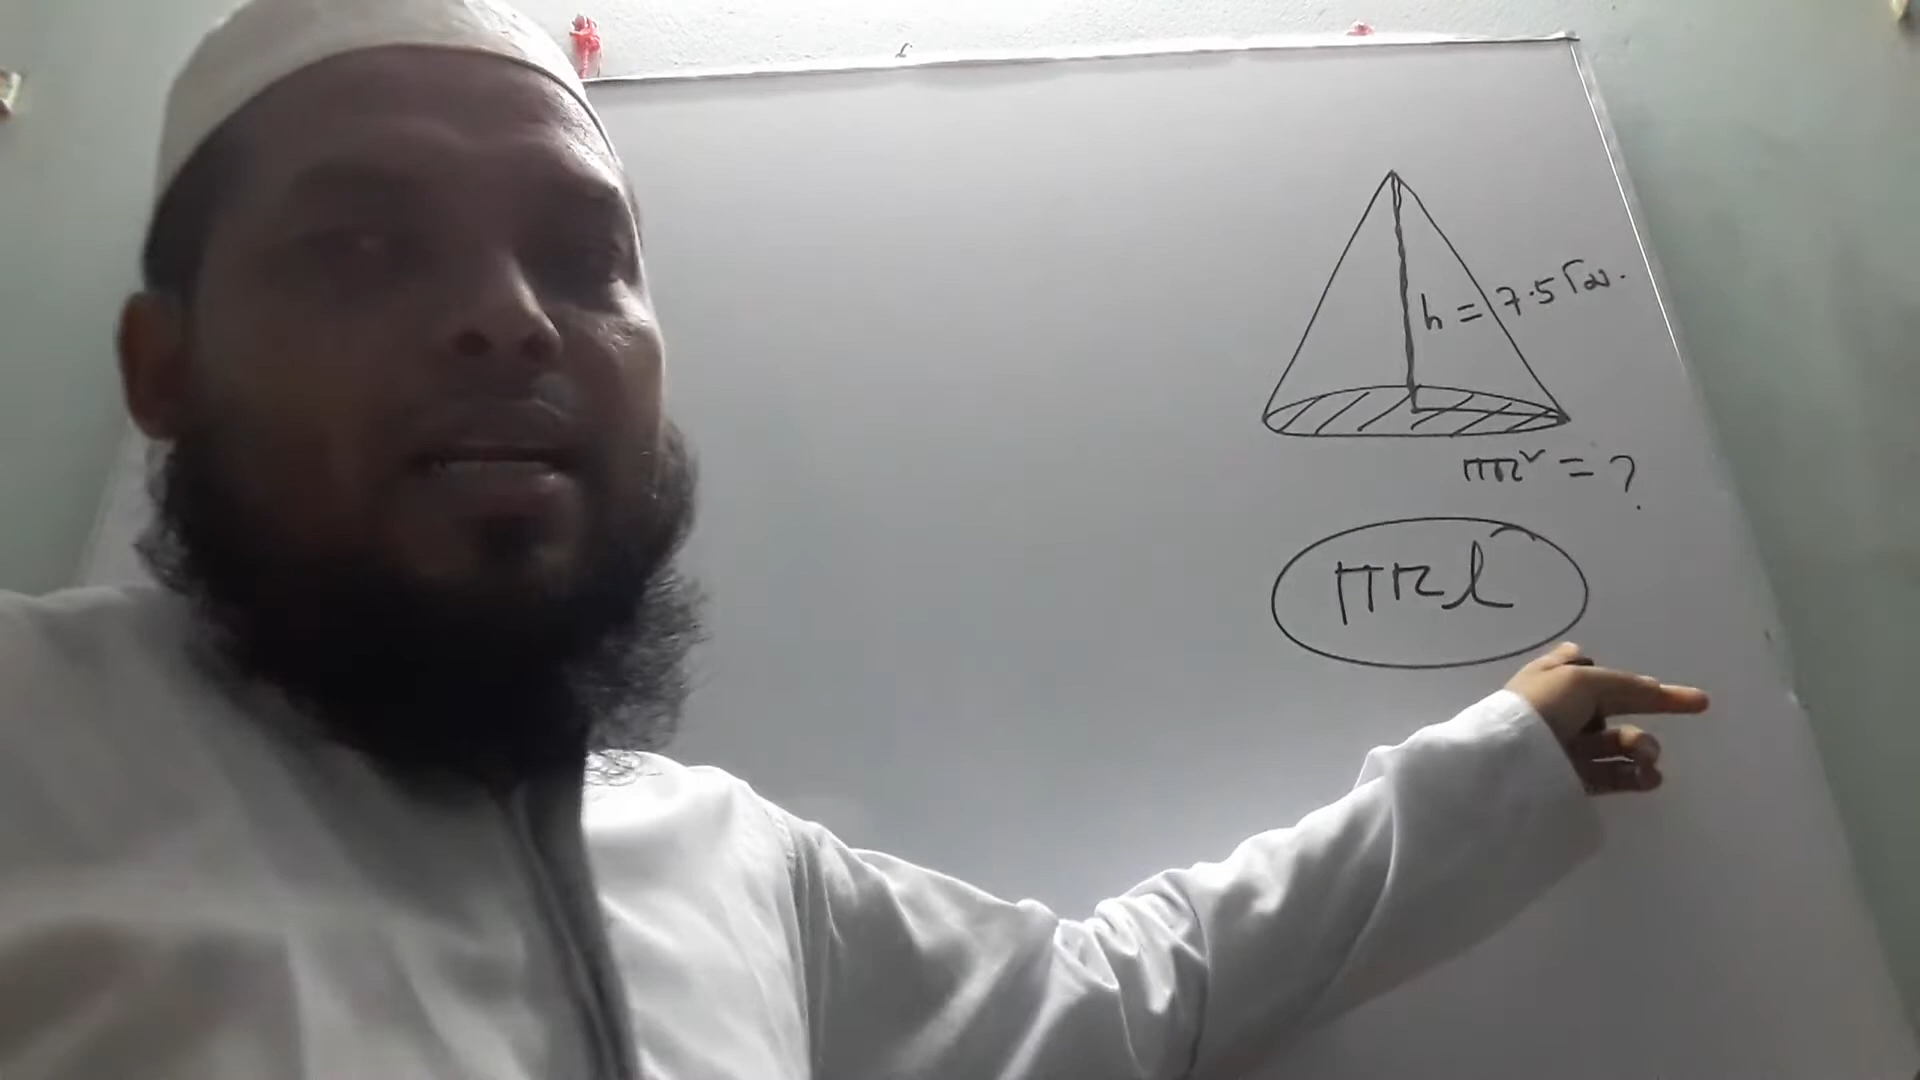 h = 7.5 সেমি.
πr² = ?
πrl